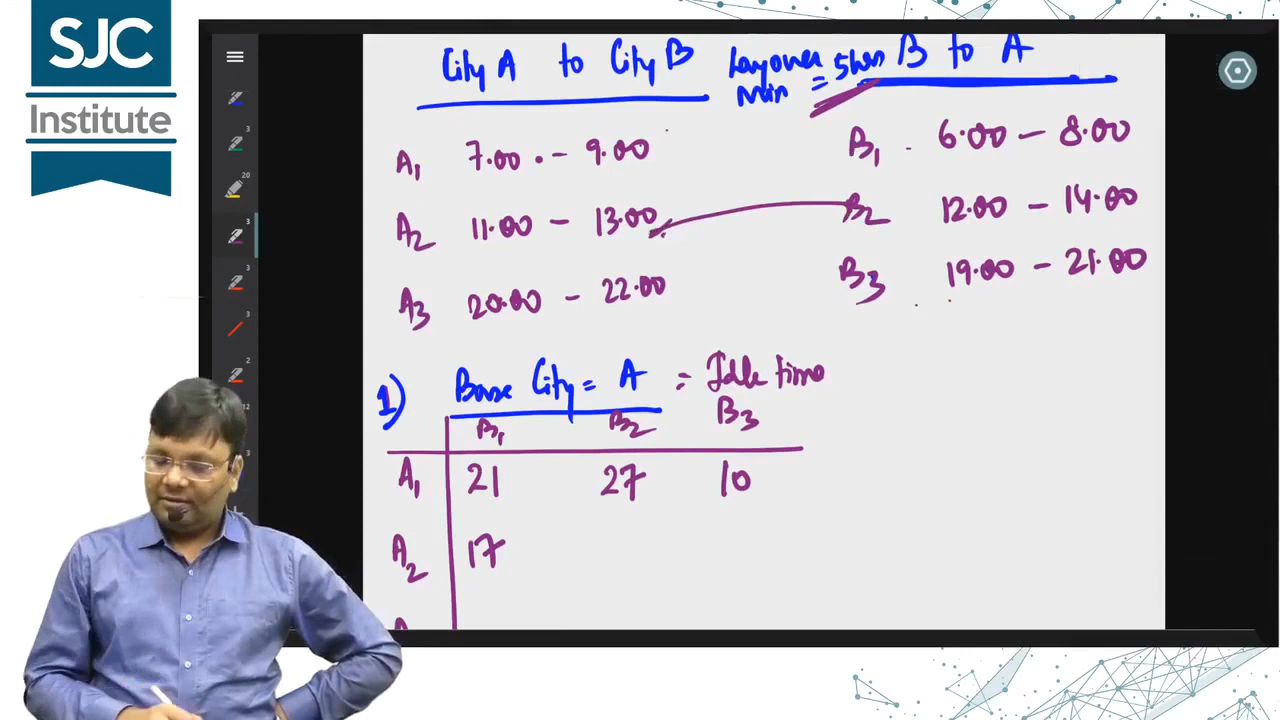 SJC
Institute
City A to City B Layover min = 5hrs B to A
A1 7.00 - 9.00 B1 6.00 - 8.00
A2 11.00 - 13.00 B2 12.00 - 14.00
A3 20.00 - 22.00 B3 19.00 - 21.00
1) Base City = A = Idle time
B1 B2 B3
A1 21 27 10
A2 17